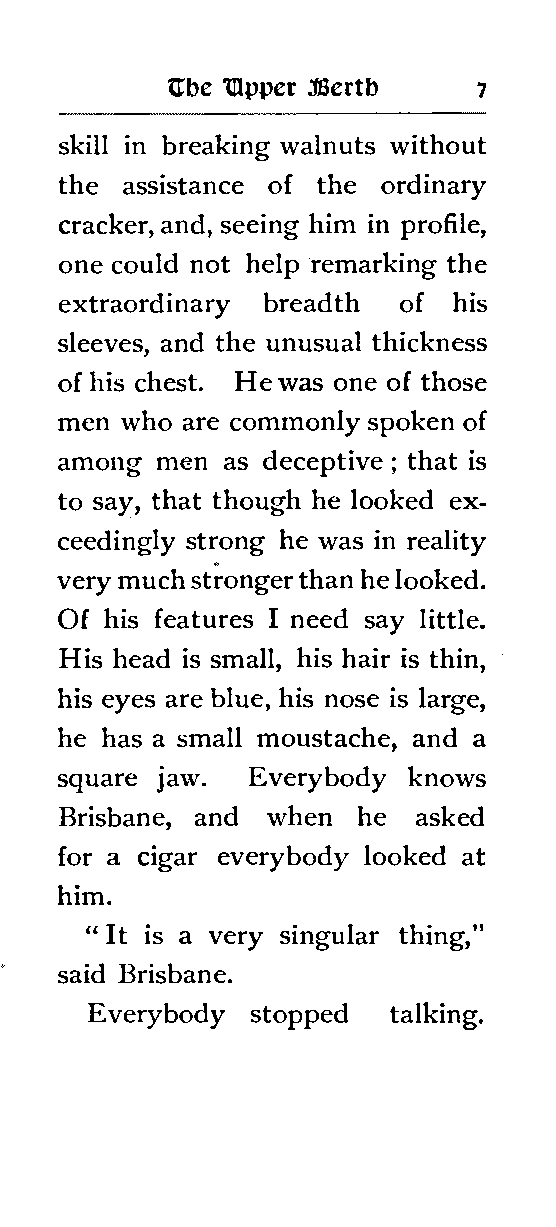 The Upper Berth 7
skill in breaking walnuts without
the assistance of the ordinary
cracker, and, seeing him in profile,
one could not help remarking the
extraordinary breadth of his
sleeves, and the unusual thickness
of his chest. He was one of those
men who are commonly spoken of
among men as deceptive ; that is
to say, that though he looked ex-
ceedingly strong he was in reality
very much stronger than he looked.
Of his features I need say little.
His head is small, his hair is thin,
his eyes are blue, his nose is large,
he has a small moustache, and a
square jaw. Everybody knows
Brisbane, and when he asked
for a cigar everybody looked at
him.
“ It is a very singular thing,”
said Brisbane.
Everybody stopped talking.